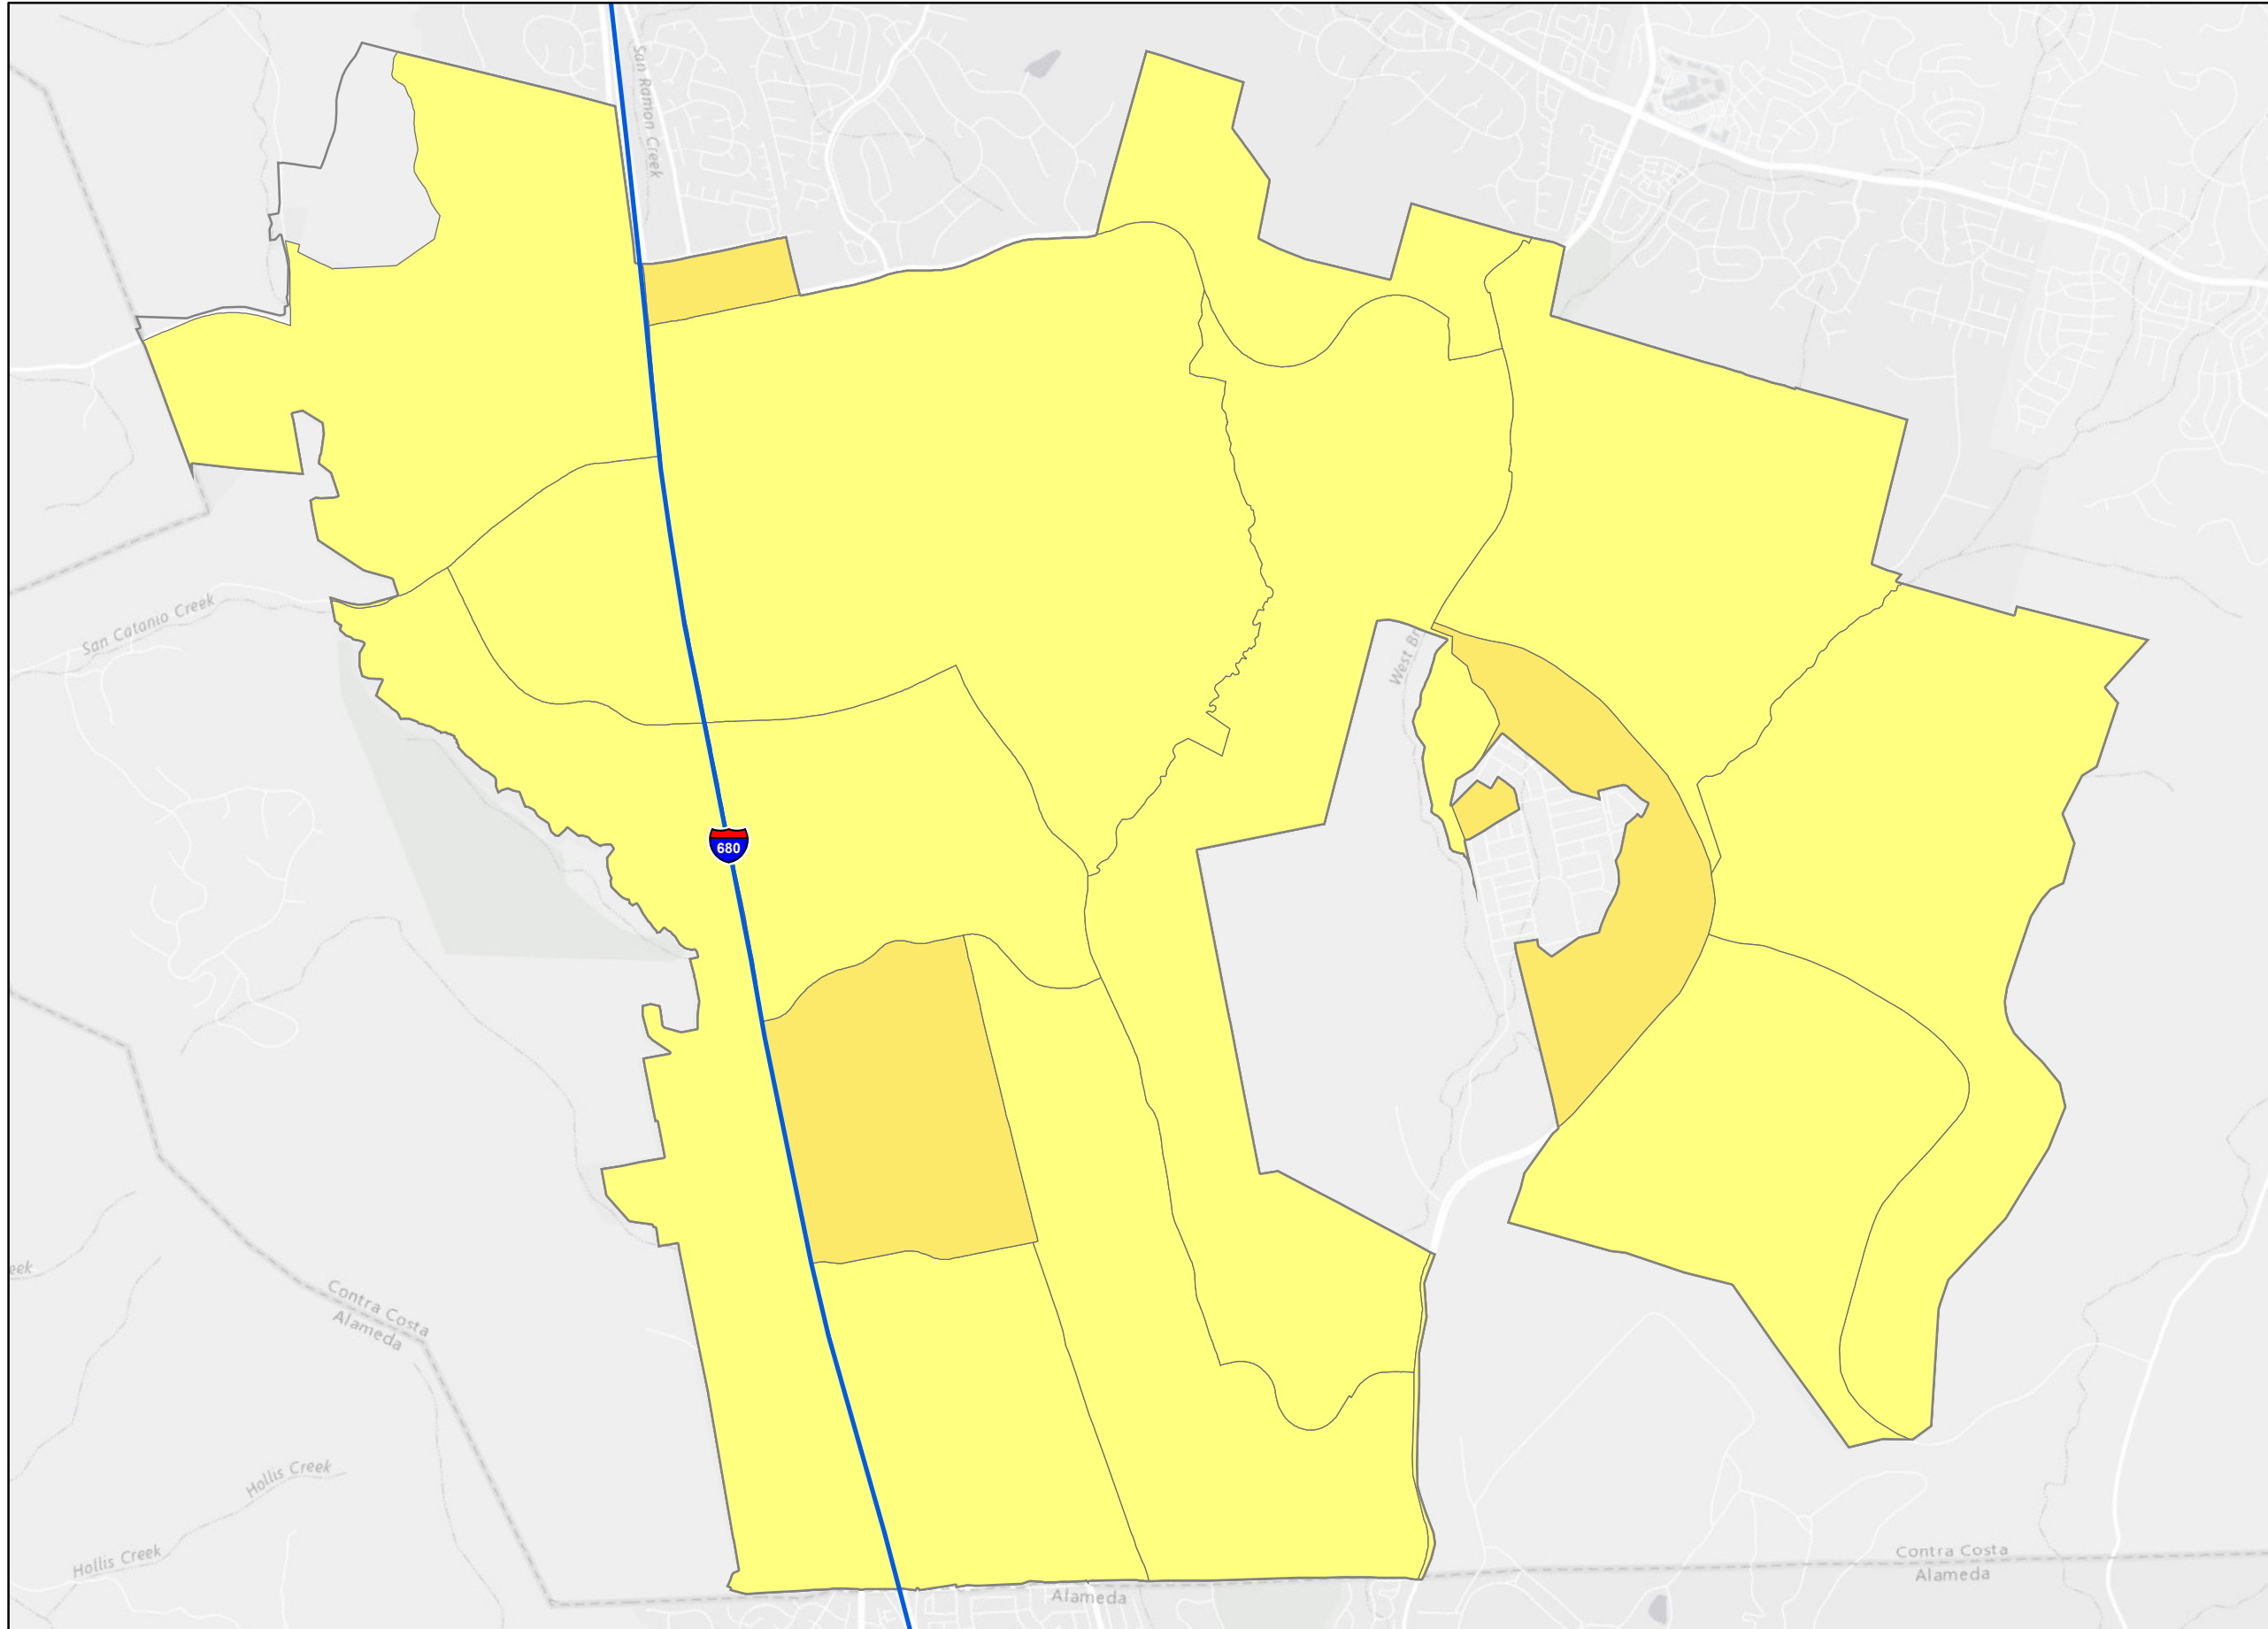 San Ramon Creek
San Catanio Creek
West Br
680
eek
Contra Costa
Alameda
Hollis Creek
Hollis Creek
Contra Costa
Alameda
Alameda